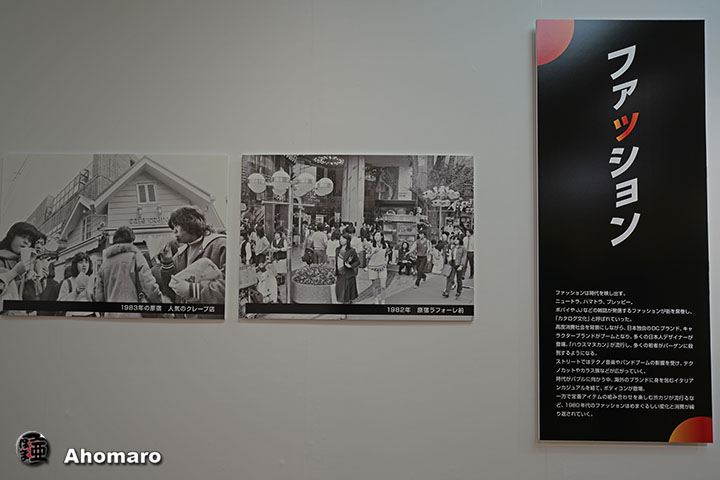 ファッション
ファッションは時代を映し出す。
ニュートラ、ハマトラ、プレッピー。
ポパイやJJなどの雑誌が発信するファッションが街を席巻し、
「カタログ文化」と呼ばれていった。
高度消費社会を背景にしながら、日本独自のDCブランド、キャ
ラクターブランドがブームとなり、多くの日本人デザイナーが
登場。「ハウスマヌカン」が流行し、多くの若者がバーゲンに殺
到するようになる。
ストリートではテクノ音楽やバンドブームの影響を受け、テク
ノカットやカラス族などが広がっていく。
時代がバブルに向かう中、海外のブランドに身を包むイタリアン
カジュアルを経て、ボディコンが登場。
一方で定番アイテムの組み合わせを楽しむ渋カジが流行るな
ど、1980年代のファッションはめまぐるしい変化と消費が繰
り返されていく。
1983年の原宿 人気のクレープ店
1982年 原宿ラフォーレ前
Ahomaro